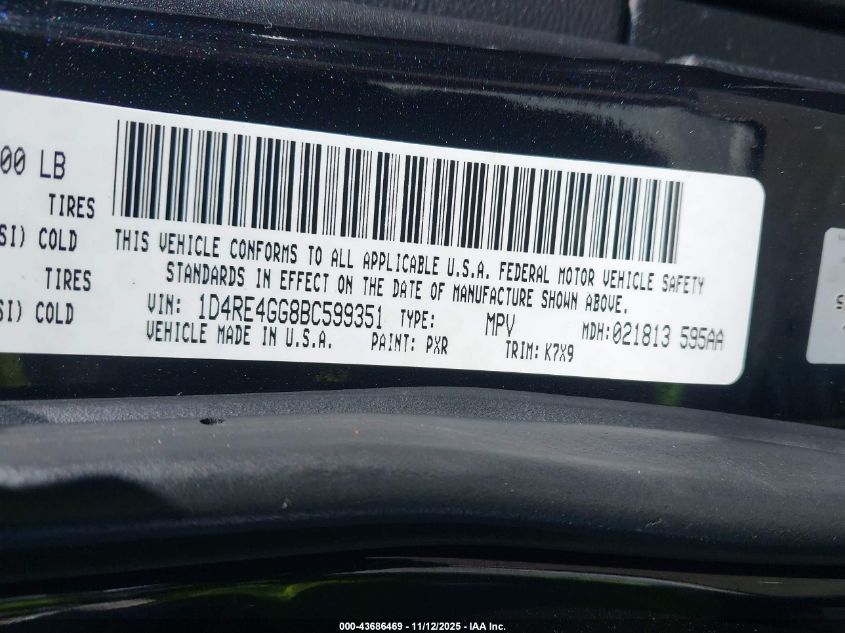 00 LB
TIRES
SI) COLD
TIRES
SI) COLD
THIS VEHICLE CONFORMS TO ALL APPLICABLE U.S.A. FEDERAL MOTOR VEHICLE SAFETY
STANDARDS IN EFFECT ON THE DATE OF MANUFACTURE SHOWN ABOVE.
VIN: 1D4RE4GG8BC599351 TYPE: MPV MDH:021813 595AA
VEHICLE MADE IN U.S.A. PAINT: PXR TRIM: K7X9
000-43686469 - 11/12/2025 - IAA Inc.